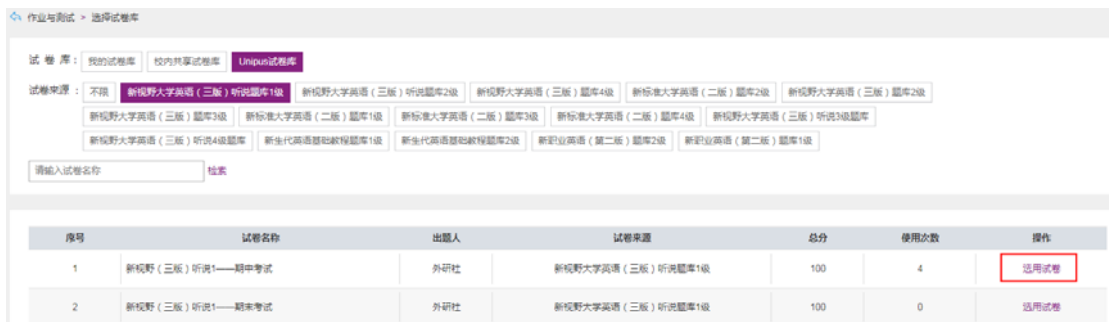 作业与测试 > 选择试卷库
试 卷 库： 我的试卷库 校内共享试卷库 Unipus试卷库
试卷来源 ： 不限 新视野大学英语（三版）听说题库1级 新视野大学英语（三版）听说题库2级 新视野大学英语（三版）题库4级 新标准大学英语（二版）题库2级 新视野大学英语（三版）题库2级
新视野大学英语（三版）题库3级 新标准大学英语（二版）题库1级 新标准大学英语（二版）题库3级 新标准大学英语（二版）题库4级 新视野大学英语（三版）听说3级题库
新视野大学英语（三版）听说4级题库 新生代英语基础教程题库1级 新生代英语基础教程题库2级 新职业英语（第二版）题库2级 新职业英语（第二版）题库1级
请输入试卷名称 检索
序号 试卷名称 出题人 试卷来源 总分 使用次数 操作
1 新视野（三版）听说1——期中考试 外研社 新视野大学英语（三版）听说题库1级 100 4 选用试卷
2 新视野（三版）听说1——期末考试 外研社 新视野大学英语（三版）听说题库1级 100 0 选用试卷